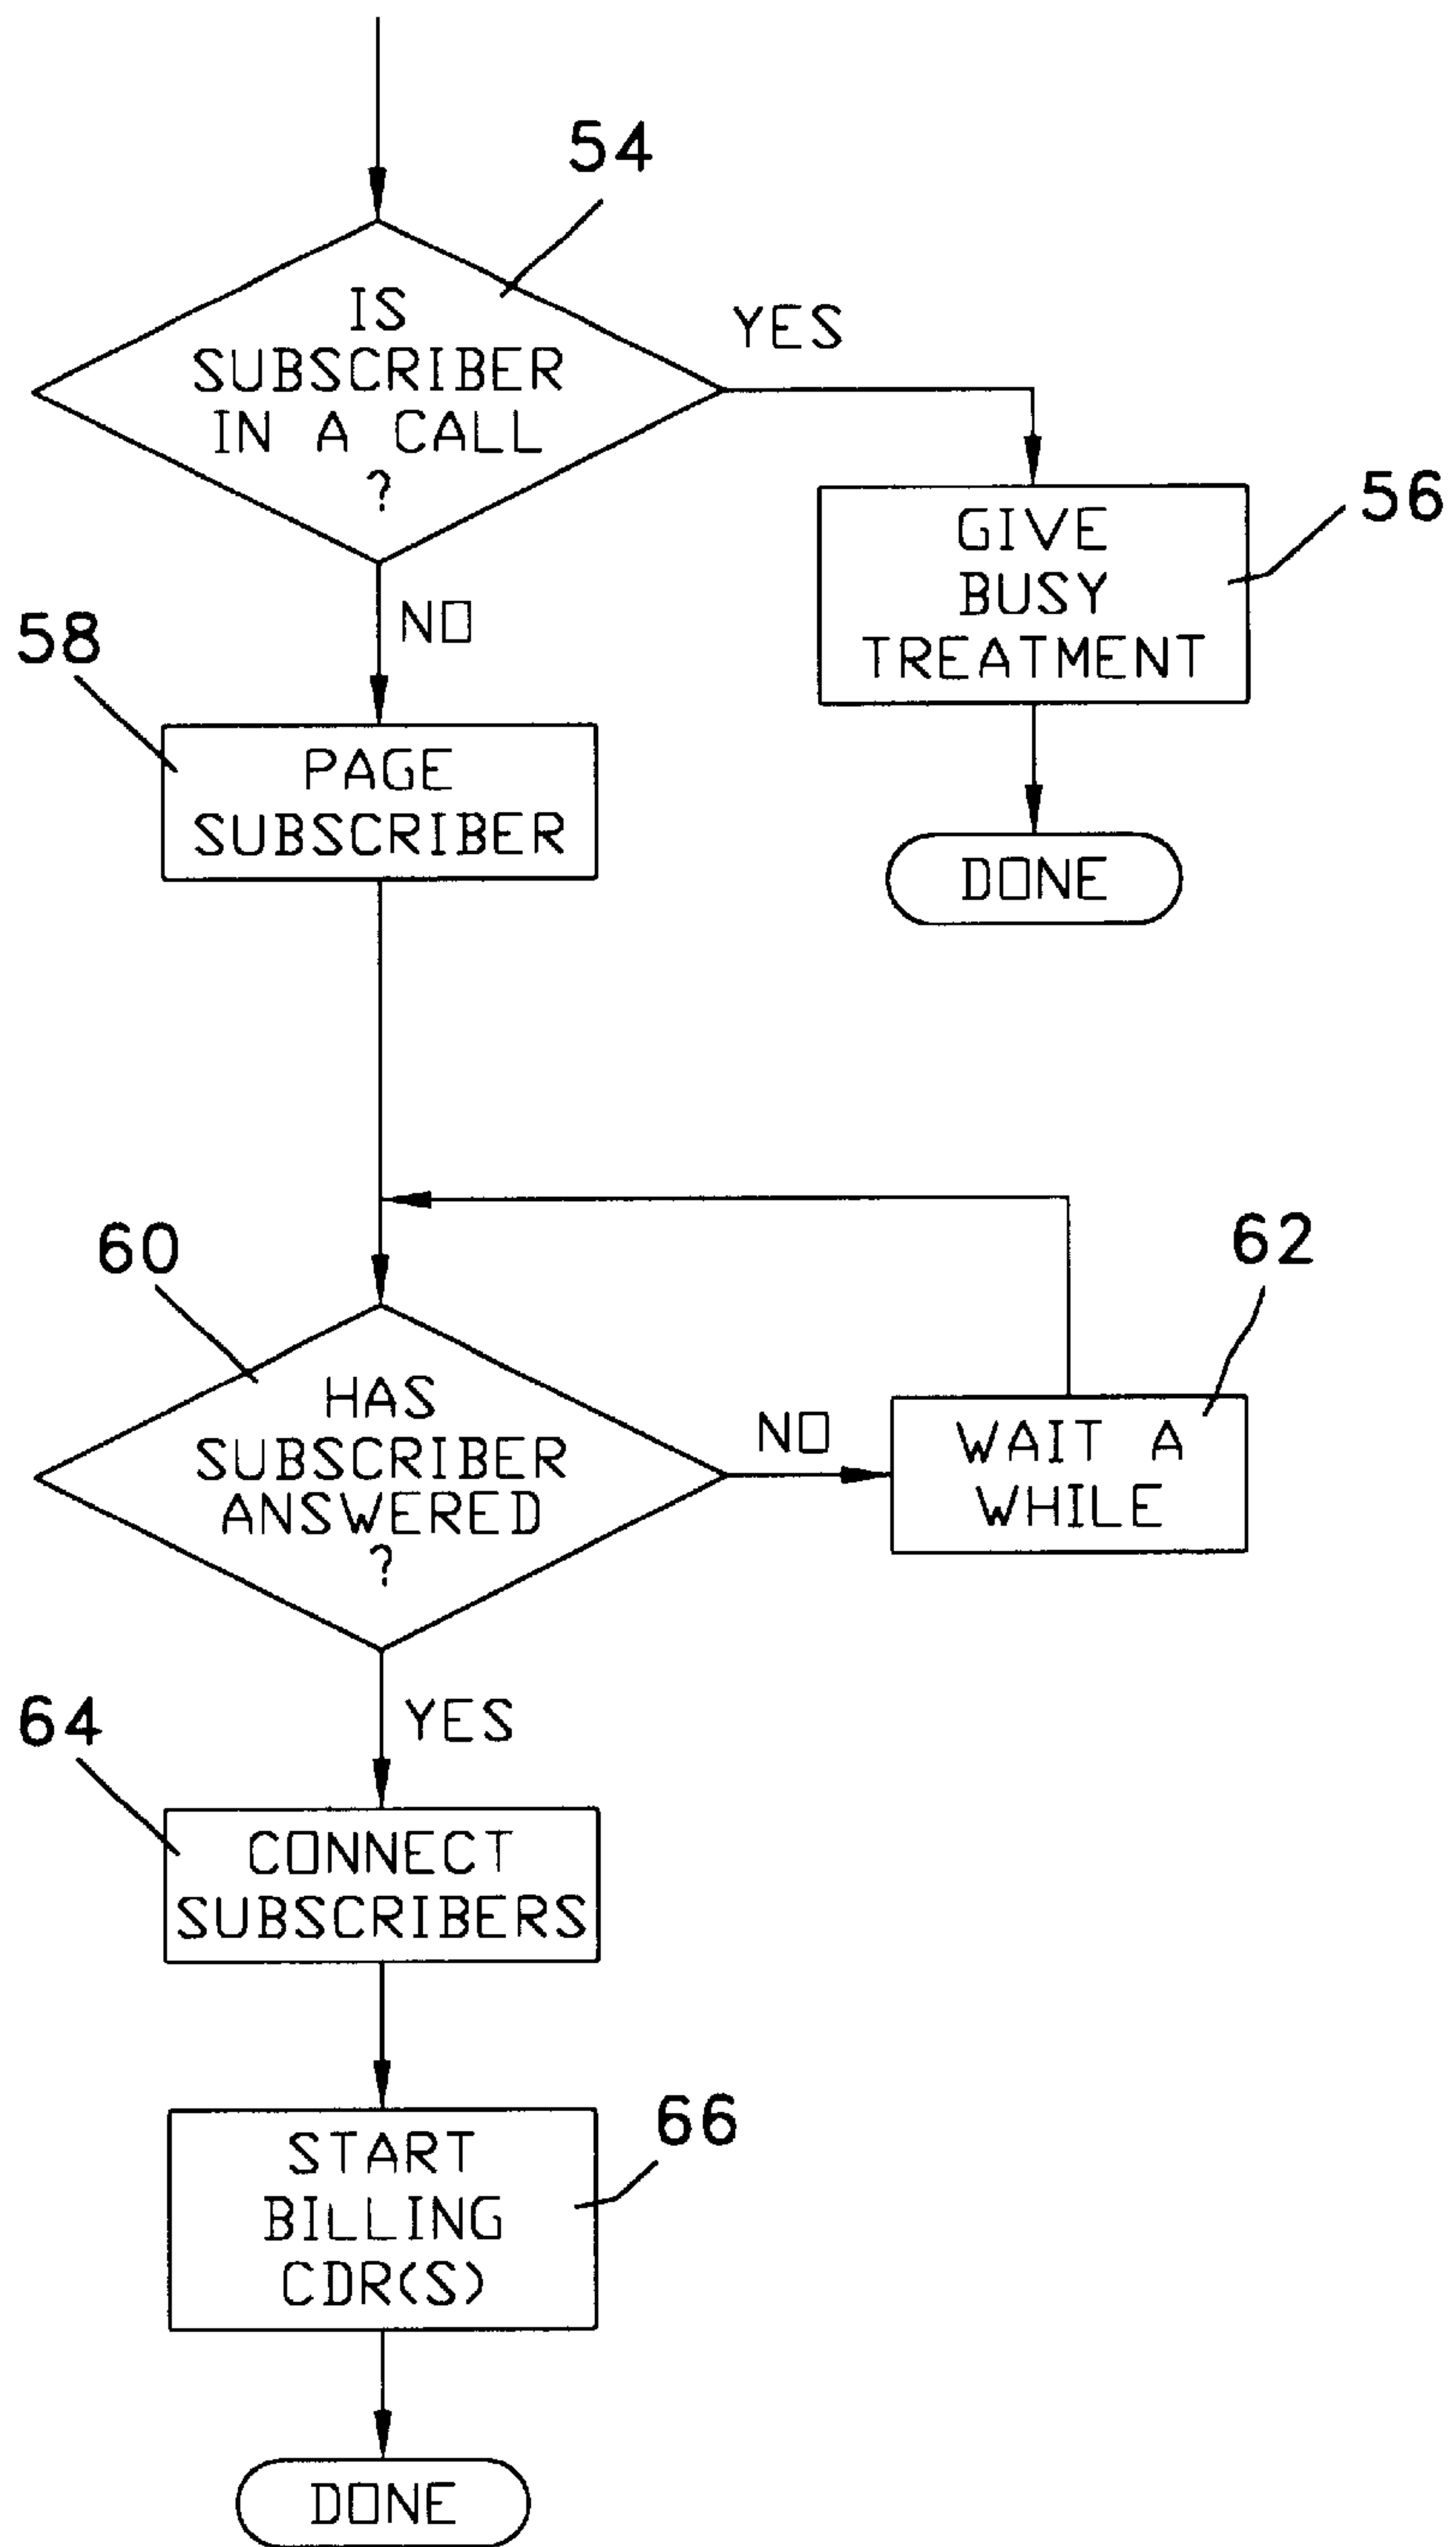 54
IS
SUBSCRIBER
IN A CALL
?
YES
56
GIVE
BUSY
TREATMENT
NO
58
PAGE
SUBSCRIBER
DONE
60
62
HAS
SUBSCRIBER
ANSWERED
?
NO
WAIT A
WHILE
YES
64
CONNECT
SUBSCRIBERS
66
START
BILLING
CDR(S)
DONE